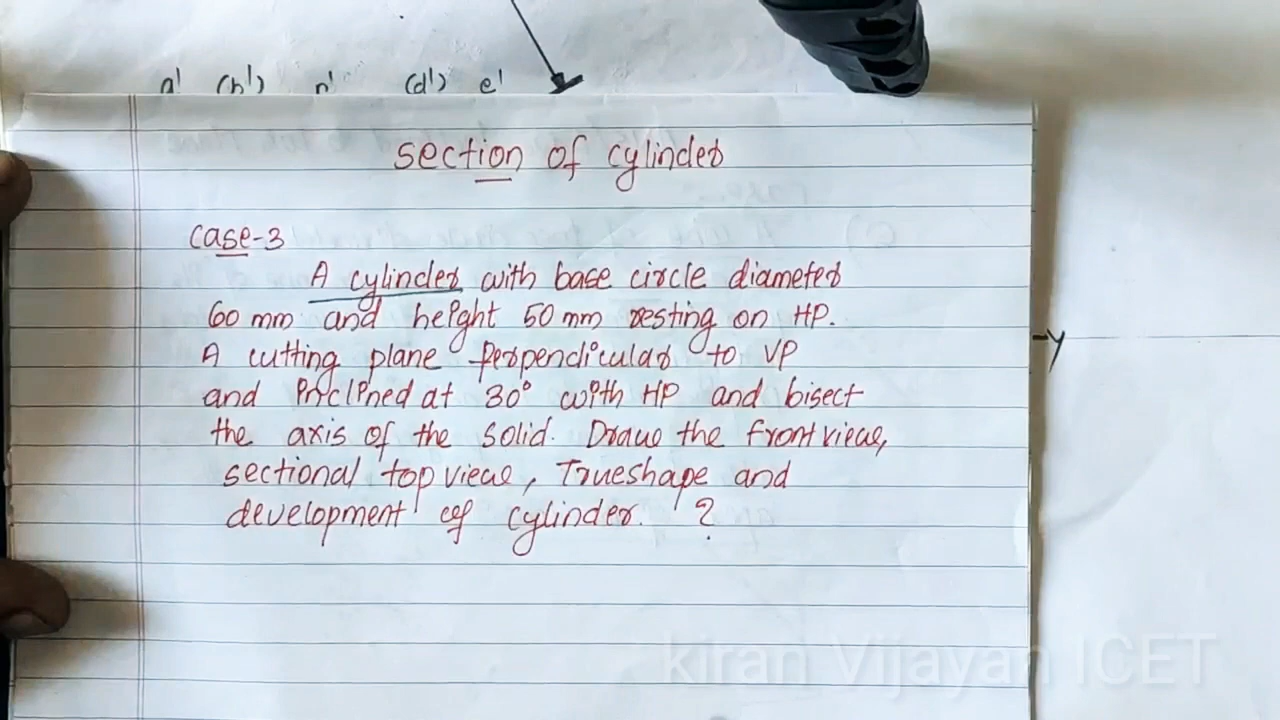 a' (b') n' (d') e'
section of cylinder
case-3
A cylinder with base circle diameter
60 mm and height 50 mm resting on HP.
A cutting plane perpendicular to VP
and inclined at 30° with HP and bisect
the axis of the solid. Draw the front view,
sectional top view, Trueshape and
development of cylinder. ?
y
kiran Vijayan ICET